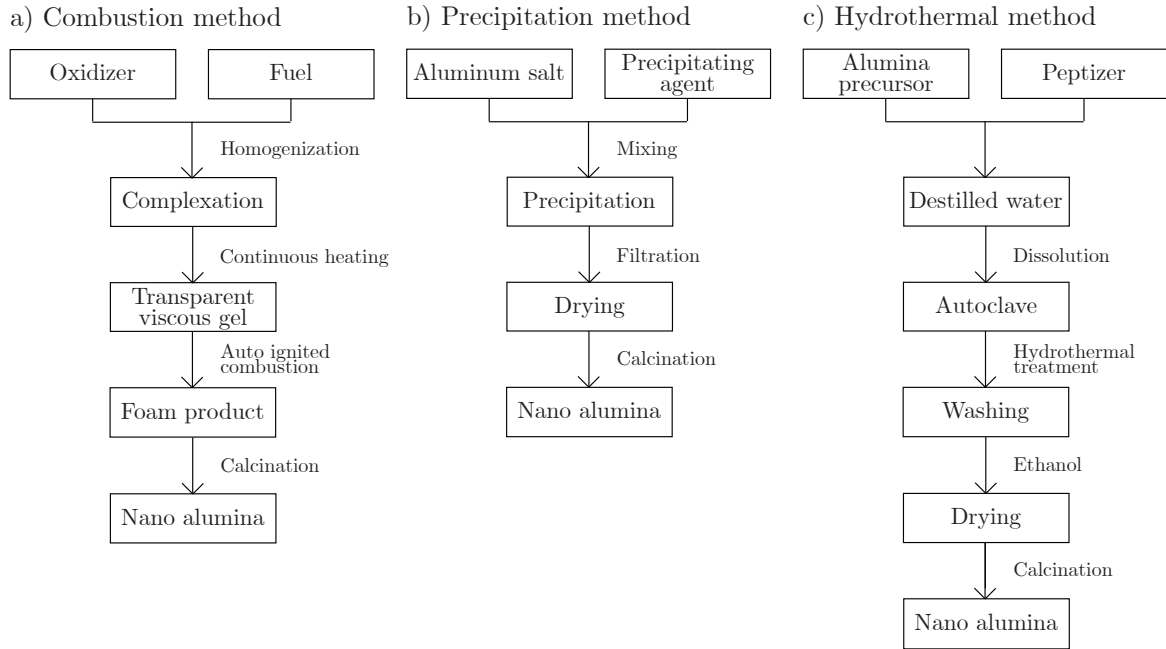 a) Combustion method
Oxidizer
Fuel
Homogenization
Complexation
Continuous heating
Transparent
viscous gel
Auto ignited
combustion
Foam product
Calcination
Nano alumina
b) Precipitation method
Aluminum salt
Precipitating
agent
Mixing
Precipitation
Filtration
Drying
Calcination
Nano alumina
c) Hydrothermal method
Alumina
precursor
Peptizer
Destilled water
Dissolution
Autoclave
Hydrothermal
treatment
Washing
Ethanol
Drying
Calcination
Nano alumina